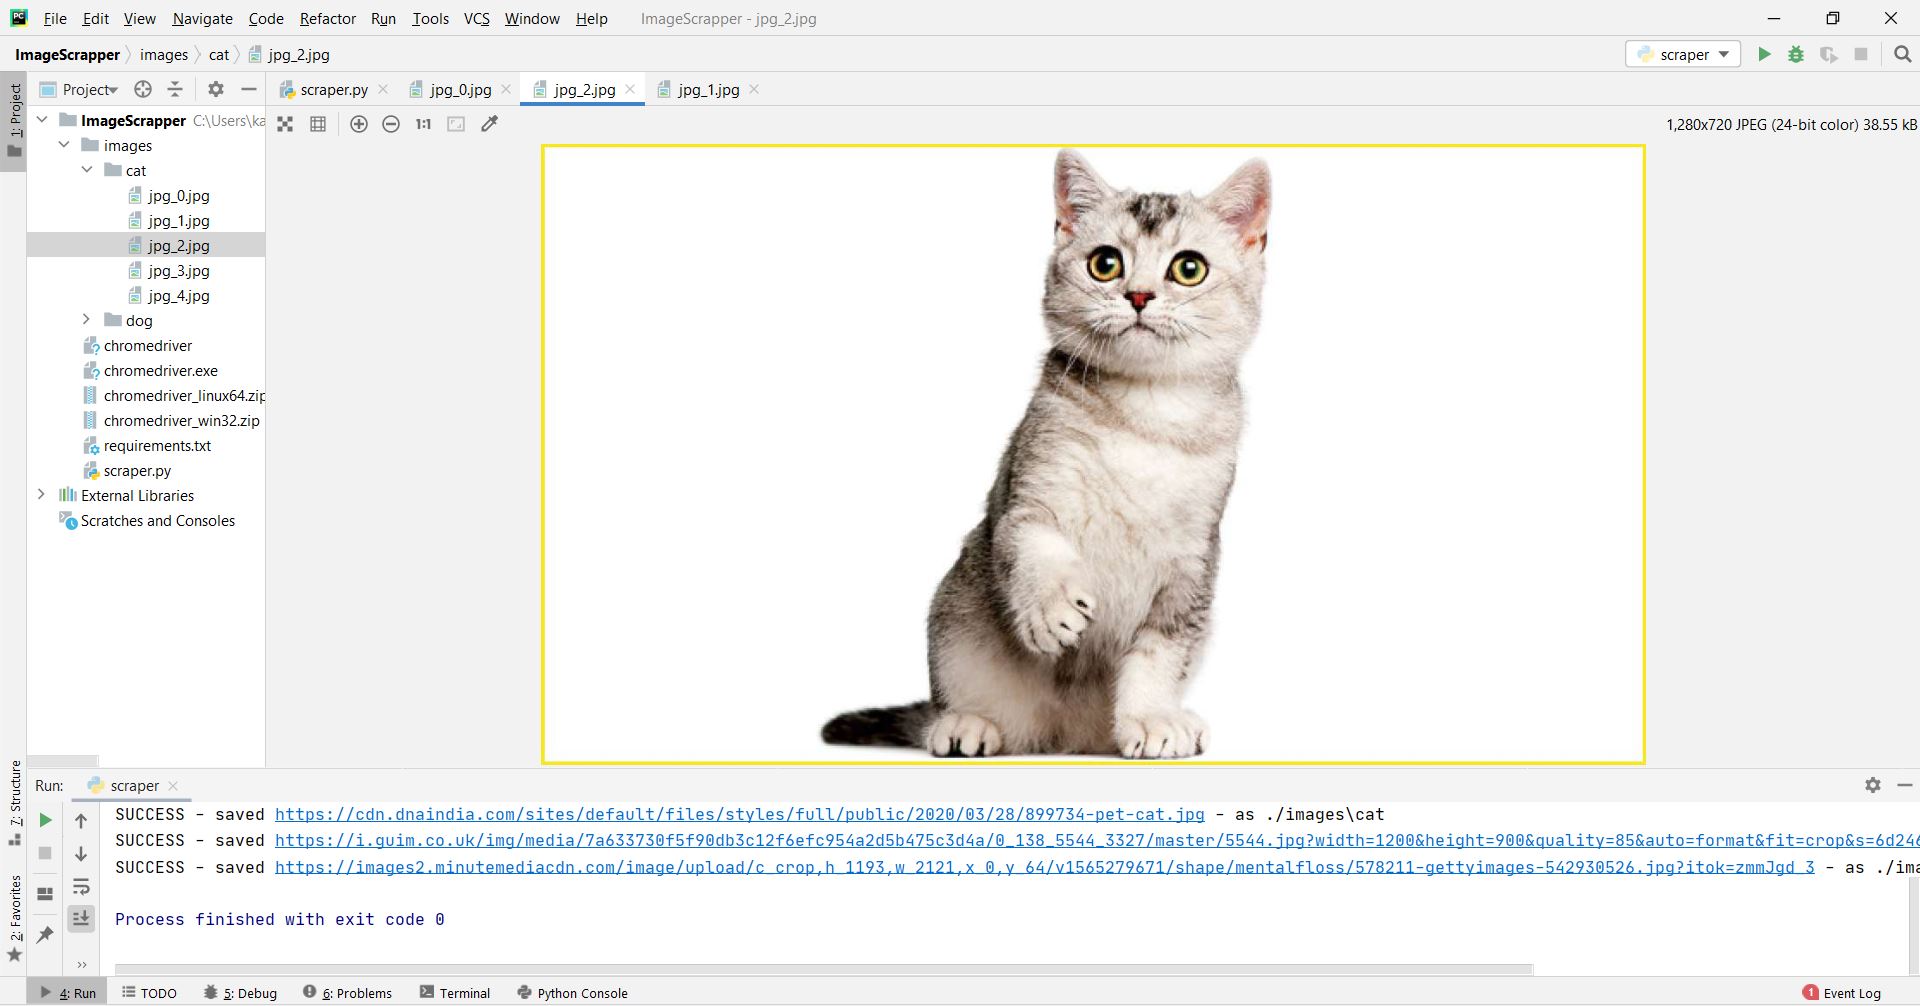 PC File Edit View Navigate Code Refactor Run Tools VCS Window Help ImageScrapper - jpg_2.jpg
ImageScrapper images cat jpg_2.jpg scraper
1: Project
Project
scraper.py jpg_0.jpg jpg_2.jpg jpg_1.jpg
ImageScrapper C:\Users\ka
1:1 1,280x720 JPEG (24-bit color) 38.55 kB
images
cat
jpg_0.jpg
jpg_1.jpg
jpg_2.jpg
jpg_3.jpg
jpg_4.jpg
dog
chromedriver
chromedriver.exe
chromedriver_linux64.zip
chromedriver_win32.zip
requirements.txt
scraper.py
External Libraries
Scratches and Consoles
7: Structure
2: Favorites
Run: scraper
SUCCESS - saved https://cdn.dnaindia.com/sites/default/files/styles/full/public/2020/03/28/899734-pet-cat.jpg - as ./images\cat
SUCCESS - saved https://i.guim.co.uk/img/media/7a633730f5f90db3c12f6efc954a2d5b475c3d4a/0_138_5544_3327/master/5544.jpg?width=1200&height=900&quality=85&auto=format&fit=crop&s=6d246
SUCCESS - saved https://images2.minutemediacdn.com/image/upload/c_crop,h_1193,w_2121,x_0,y_64/v1565279671/shape/mentalfloss/578211-gettyimages-542930526.jpg?itok=zmmJgd_3 - as ./ima
Process finished with exit code 0
4: Run TODO 5: Debug 6: Problems Terminal Python Console 1 Event Log